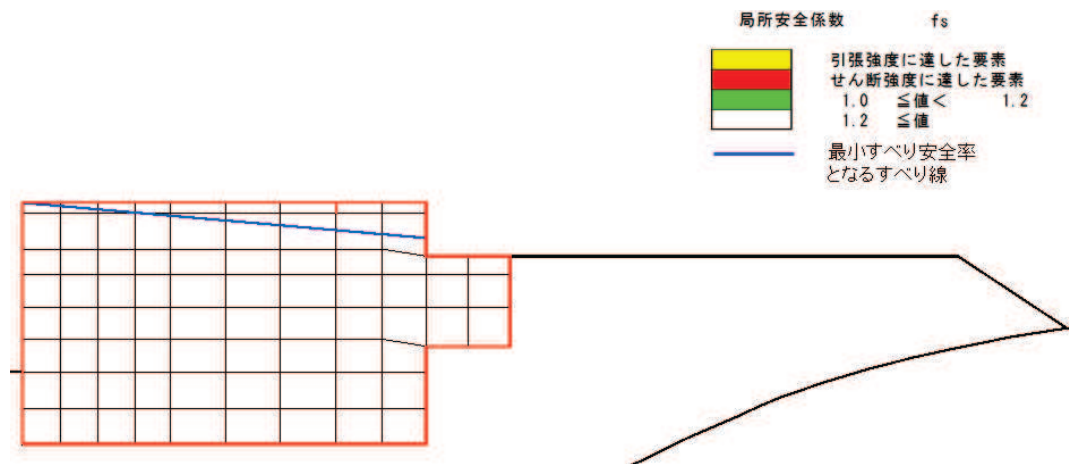 局所安全係数 fs
引張強度に達した要素
せん断強度に達した要素
1.0 ≦値< 1.2
1.2 ≦値
最小すべり安全率
となるすべり線